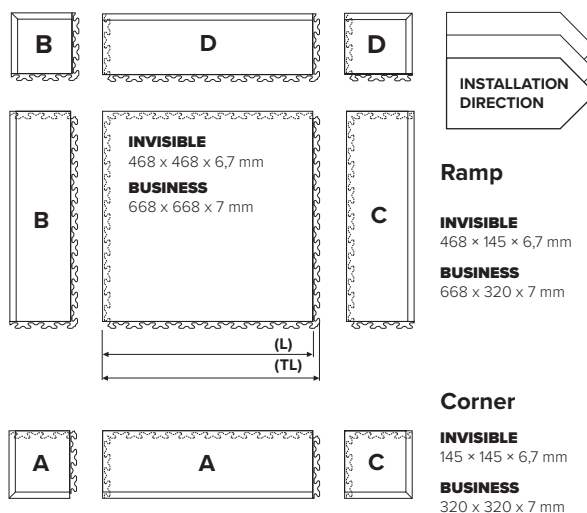 B
D
D
INSTALLATION
DIRECTION
INVISIBLE
468 x 468 x 6,7 mm
BUSINESS
668 x 668 x 7 mm
B
C
Ramp
INVISIBLE
468 × 145 × 6,7 mm
BUSINESS
668 x 320 x 7 mm
(L)
(TL)
A
A
C
Corner
INVISIBLE
145 × 145 × 6,7 mm
BUSINESS
320 x 320 x 7 mm